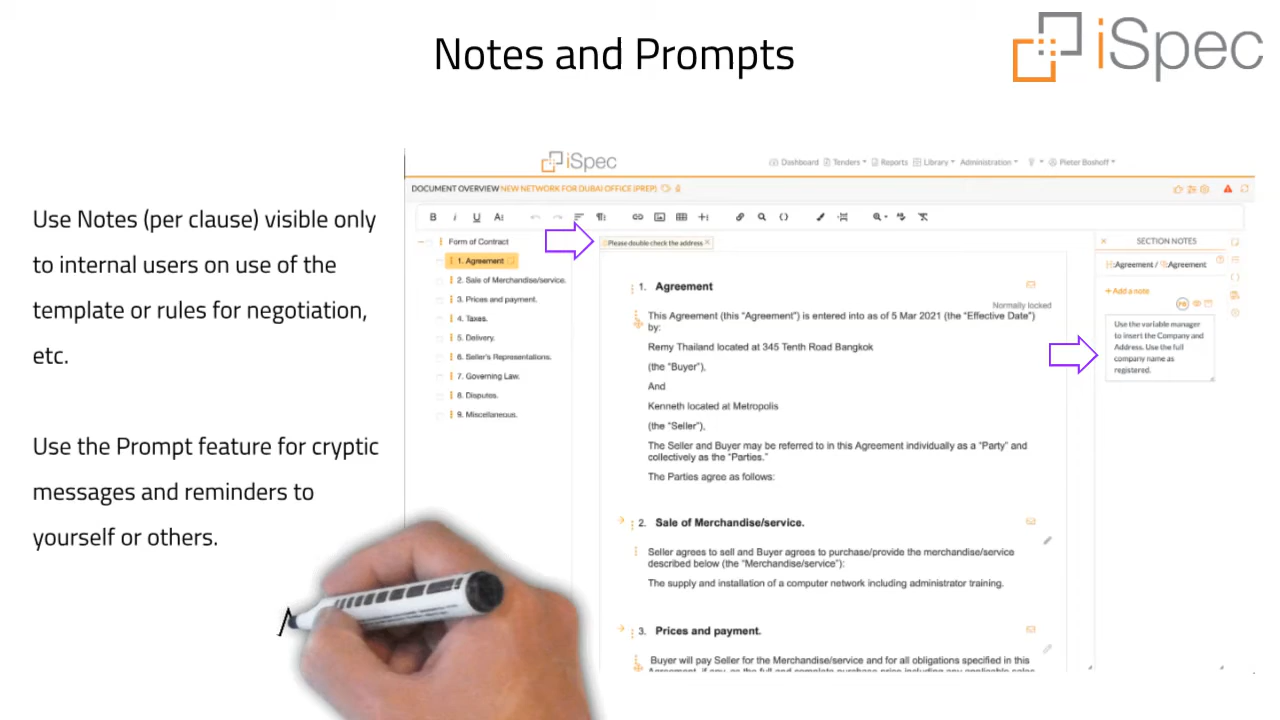 Notes and Prompts
iSpec
Use Notes (per clause) visible only
to internal users on use of the
template or rules for negotiation,
etc.
Use the Prompt feature for cryptic
messages and reminders to
yourself or others.
iSpec
Dashboard Tenders Reports Library Administration Pieter Boshoff
DOCUMENT OVERVIEW NEW NETWORK FOR DUBAI OFFICE (PREP)
Form of Contract
1. Agreement
2. Sale of Merchandise/service.
3. Prices and payment.
4. Taxes.
5. Delivery.
6. Seller's Representations.
7. Governing Law.
8. Disputes.
9. Miscellaneous.
Please double check the address
1. Agreement
Normally locked
This Agreement (this “Agreement”) is entered into as of 5 Mar 2021 (the “Effective Date”)
by:
Remy Thailand located at 345 Tenth Road Bangkok
(the “Buyer”),
And
Kenneth located at Metropolis
(the “Seller”),
The Seller and Buyer may be referred to in this Agreement individually as a “Party” and
collectively as the “Parties.”
The Parties agree as follows:
2. Sale of Merchandise/service.
Seller agrees to sell and Buyer agrees to purchase/provide the merchandise/service
described below (the “Merchandise/service”):
The supply and installation of a computer network including administrator training.
3. Prices and payment.
Buyer will pay Seller for the Merchandise/service and for all obligations specified in this
SECTION NOTES
Agreement / Agreement
+ Add a note
PB
Use the variable manager
to insert the Company and
Address. Use the full
company name as
registered.